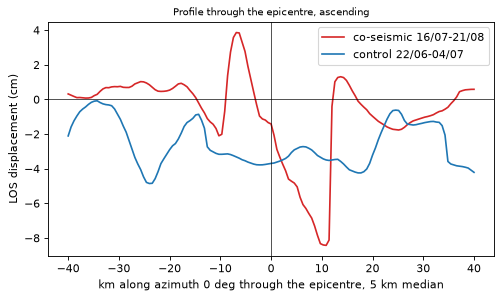 Profile through the epicentre, ascending
co-seismic 16/07-21/08
control 22/06-04/07
LOS displacement (cm)
4
2
0
−2
−4
−6
−8
−40 −30 −20 −10 0 10 20 30 40
km along azimuth 0 deg through the epicentre, 5 km median